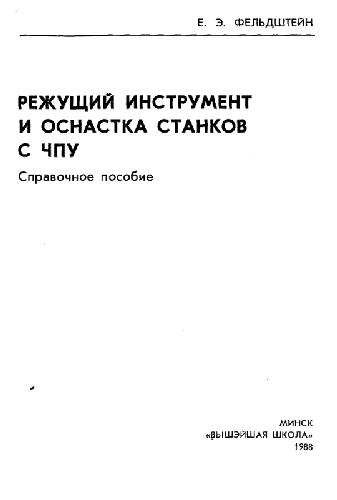 Е. Э. ФЕЛЬДШТЕЙН
РЕЖУЩИЙ ИНСТРУМЕНТ
И ОСНАСТКА СТАНКОВ
С ЧПУ
Справочное пособие
МИНСК
«ВЫШЭЙШАЯ ШКОЛА»
1988